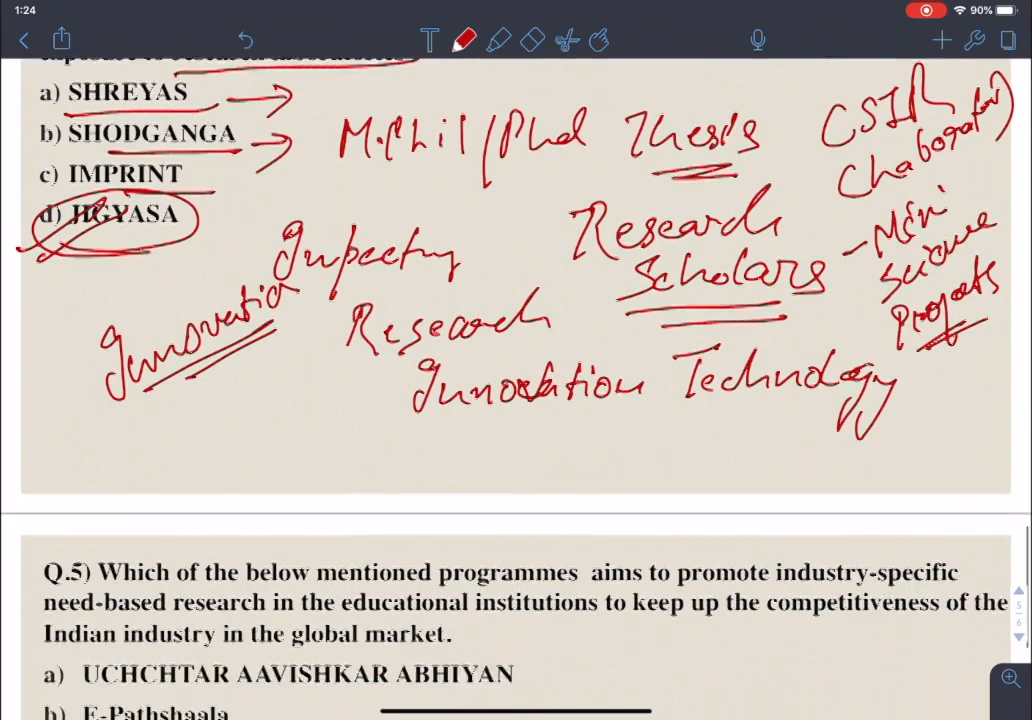 1:24
90%
a) SHREYAS
b) SHODGANGA
c) IMPRINT
d) JIGYASA
M.Phil/Phd Thesis
CSIR
Research
Scholars
- Mini
Science
Projects
Innovation
Research
Innovation Technology
Q.5) Which of the below mentioned programmes aims to promote industry-specific
need-based research in the educational institutions to keep up the competitiveness of the
Indian industry in the global market.
a) UCHCHTAR AAVISHKAR ABHIYAN
b) E-Pathshaala
5
6